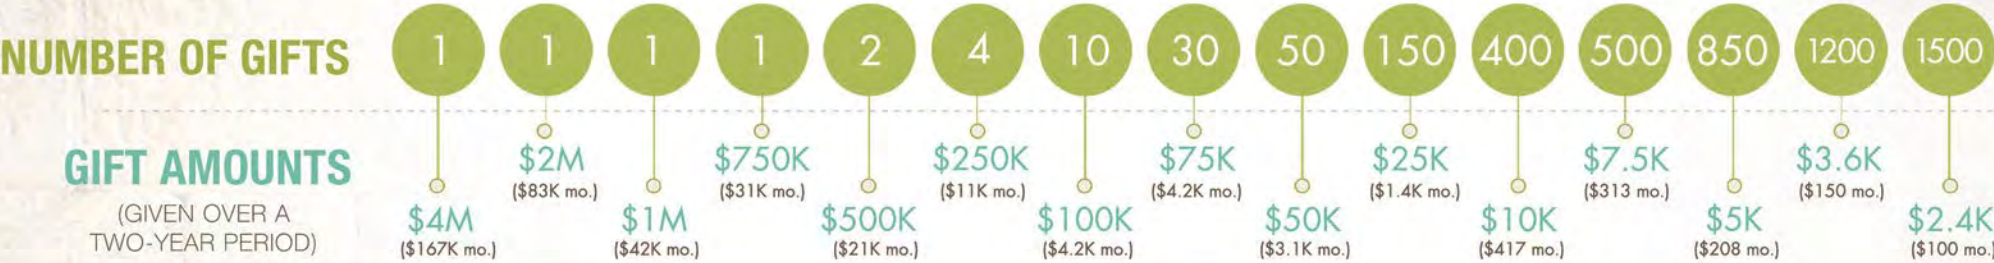 NUMBER OF GIFTS
1 1 1 1 2 4 10 30 50 150 400 500 850 1200 1500
GIFT AMOUNTS
(GIVEN OVER A
TWO-YEAR PERIOD)
$4M
($167K mo.)
$2M
($83K mo.)
$1M
($42K mo.)
$750K
($31K mo.)
$500K
($21K mo.)
$250K
($11K mo.)
$100K
($4.2K mo.)
$75K
($4.2K mo.)
$50K
($3.1K mo.)
$25K
($1.4K mo.)
$10K
($417 mo.)
$7.5K
($313 mo.)
$5K
($208 mo.)
$3.6K
($150 mo.)
$2.4K
($100 mo.)